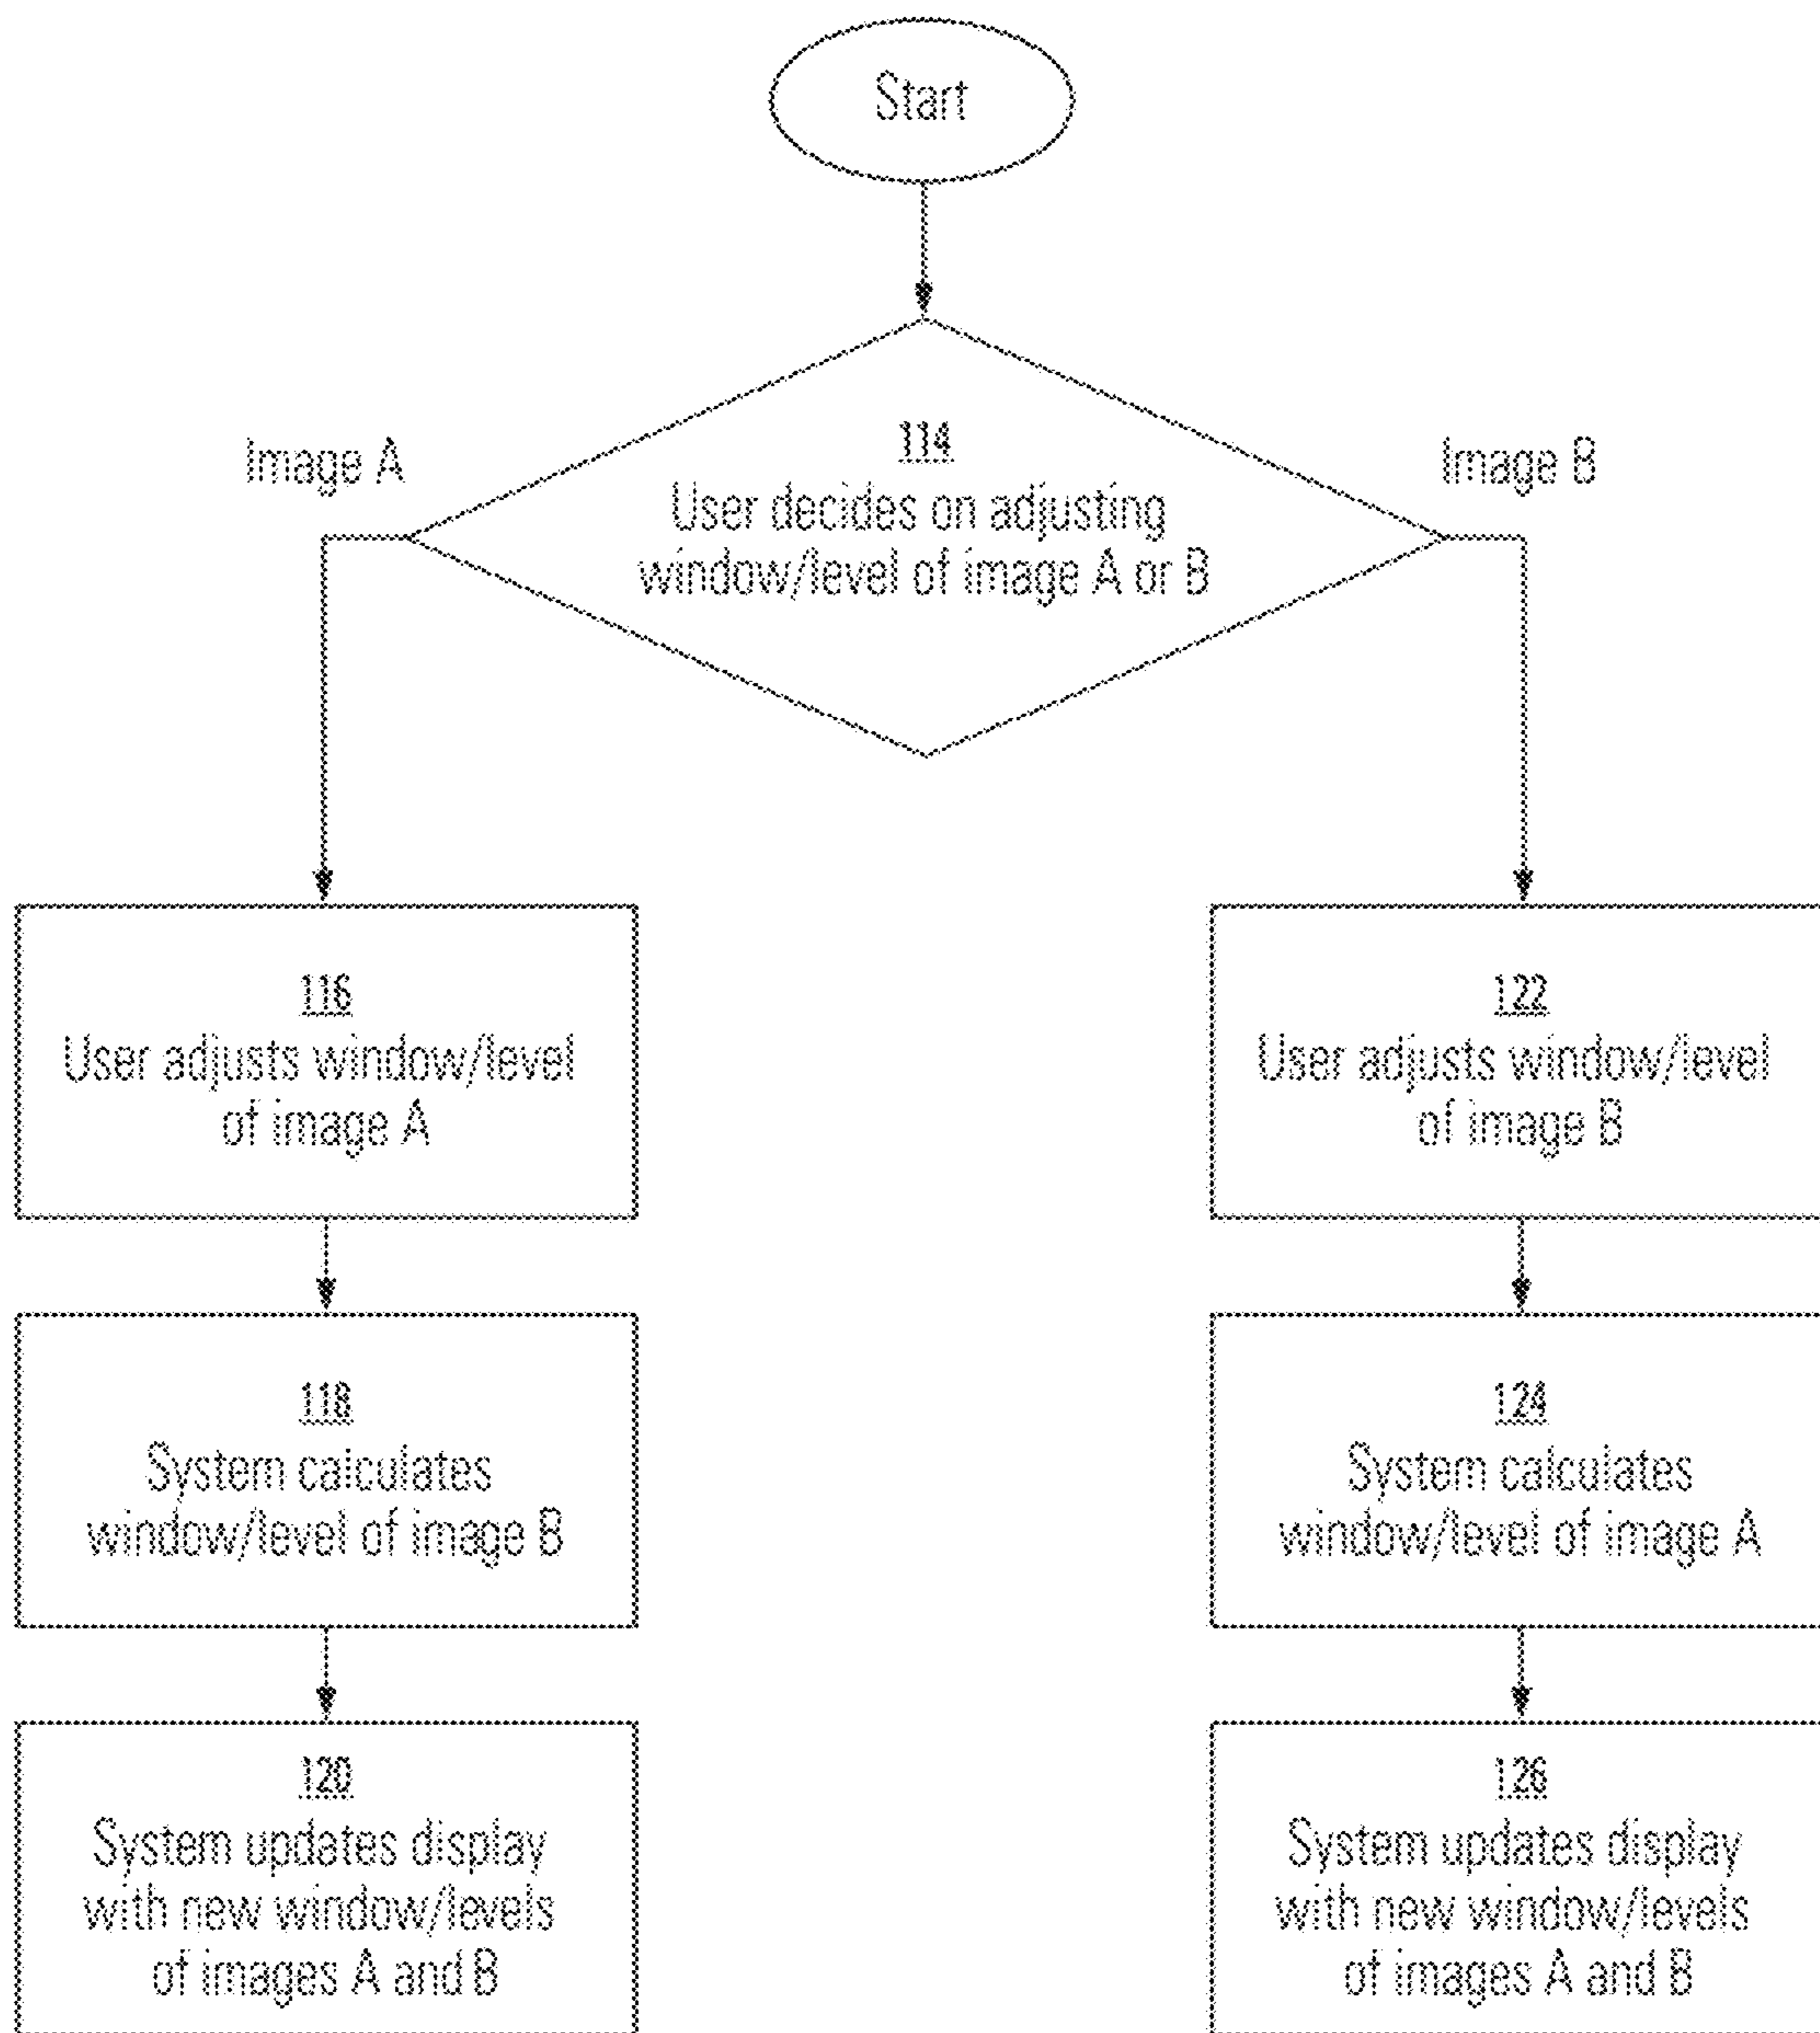 Start
Image A
114
User decides on adjusting
window/level of image A or B
Image B
116
User adjusts window/level
of image A
118
System calculates
window/level of image B
120
System updates display
with new window/levels
of images A and B
122
User adjusts window/level
of image B
124
System calculates
window/level of image A
126
System updates display
with new window/levels
of images A and B